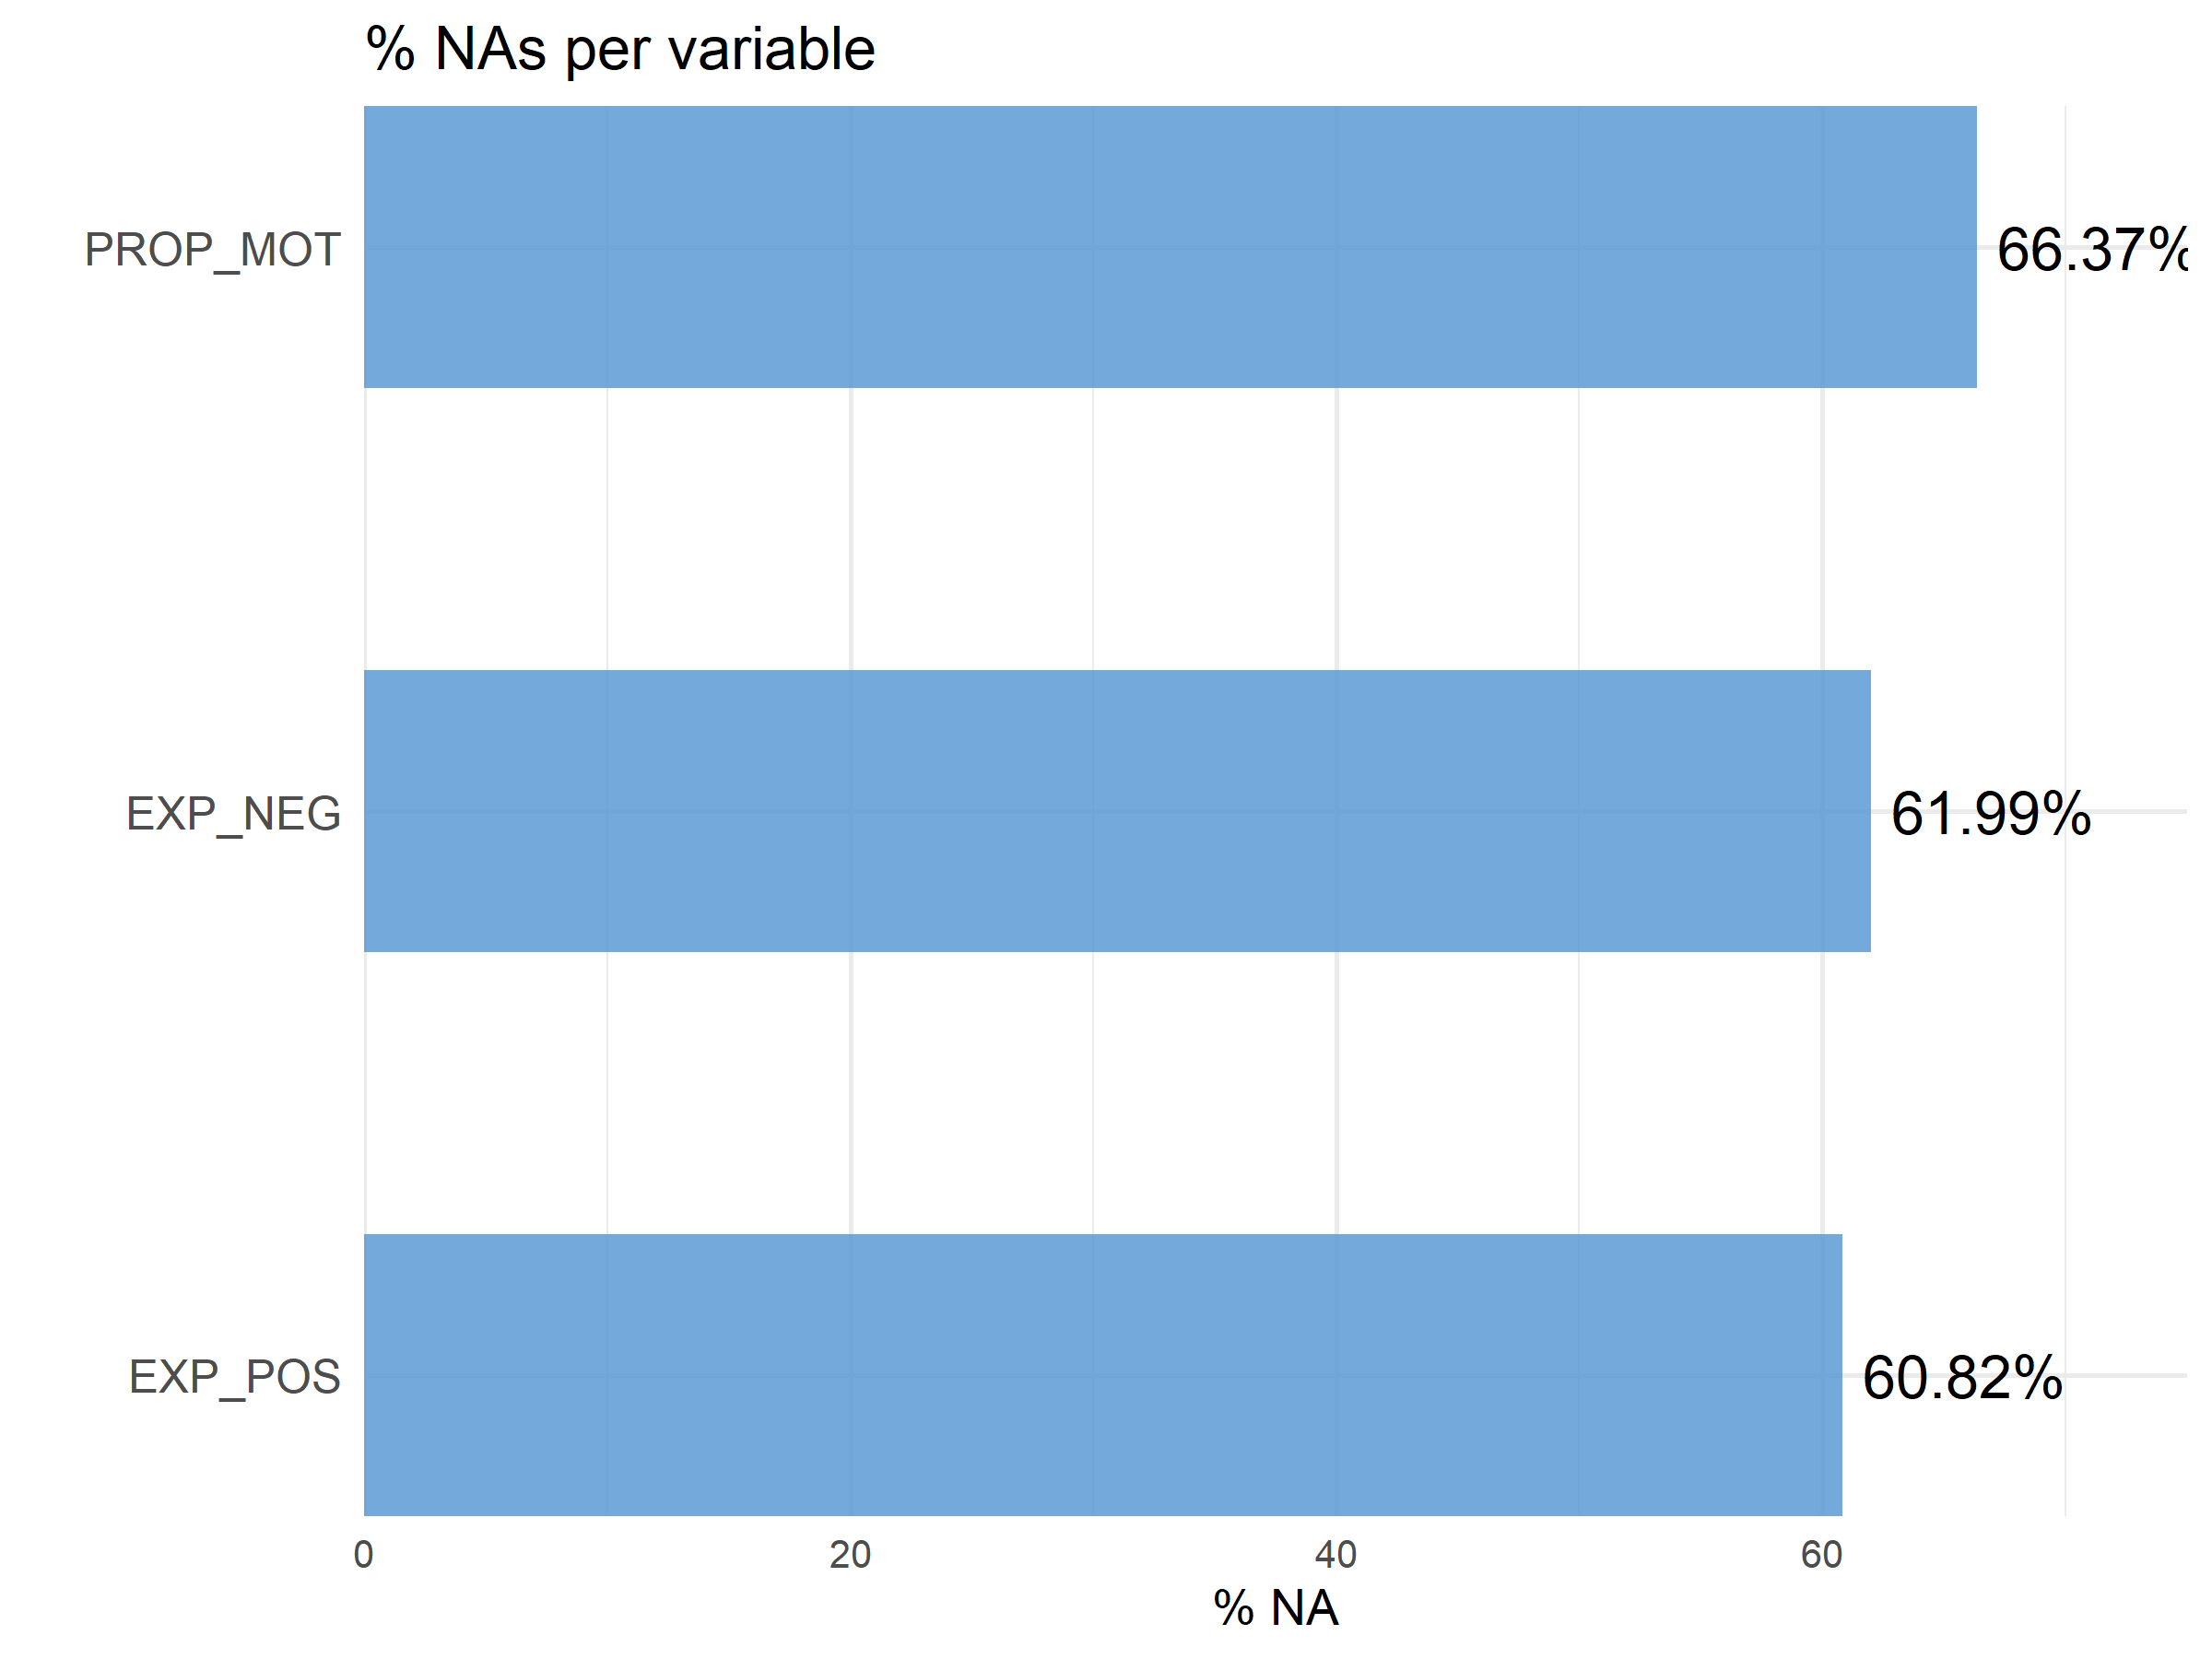 % NAs per variable
PROP_MOT
66.37%
EXP_NEG
61.99%
EXP_POS
60.82%
0 20 40 60
% NA